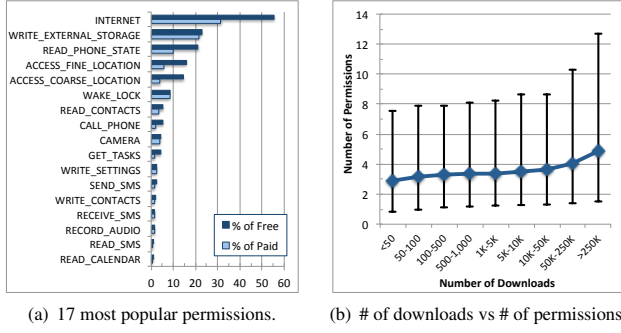 INTERNET
WRITE_EXTERNAL_STORAGE
READ_PHONE_STATE
ACCESS_FINE_LOCATION
ACCESS_COARSE_LOCATION
WAKE_LOCK
READ_CONTACTS
CALL_PHONE
CAMERA
GET_TASKS
WRITE_SETTINGS
SEND_SMS
WRITE_CONTACTS
RECEIVE_SMS
RECORD_AUDIO
READ_SMS
READ_CALENDAR
% of Free
% of Paid
0 10 20 30 40 50 60
(a) 17 most popular permissions.
Number of Permissions
14
12
10
8
6
4
2
0
<50 50-100 100-500 500-1,000 1K-5K 5K-10K 10K-50K 50K-250K >250K
Number of Downloads
(b) # of downloads vs # of permissions